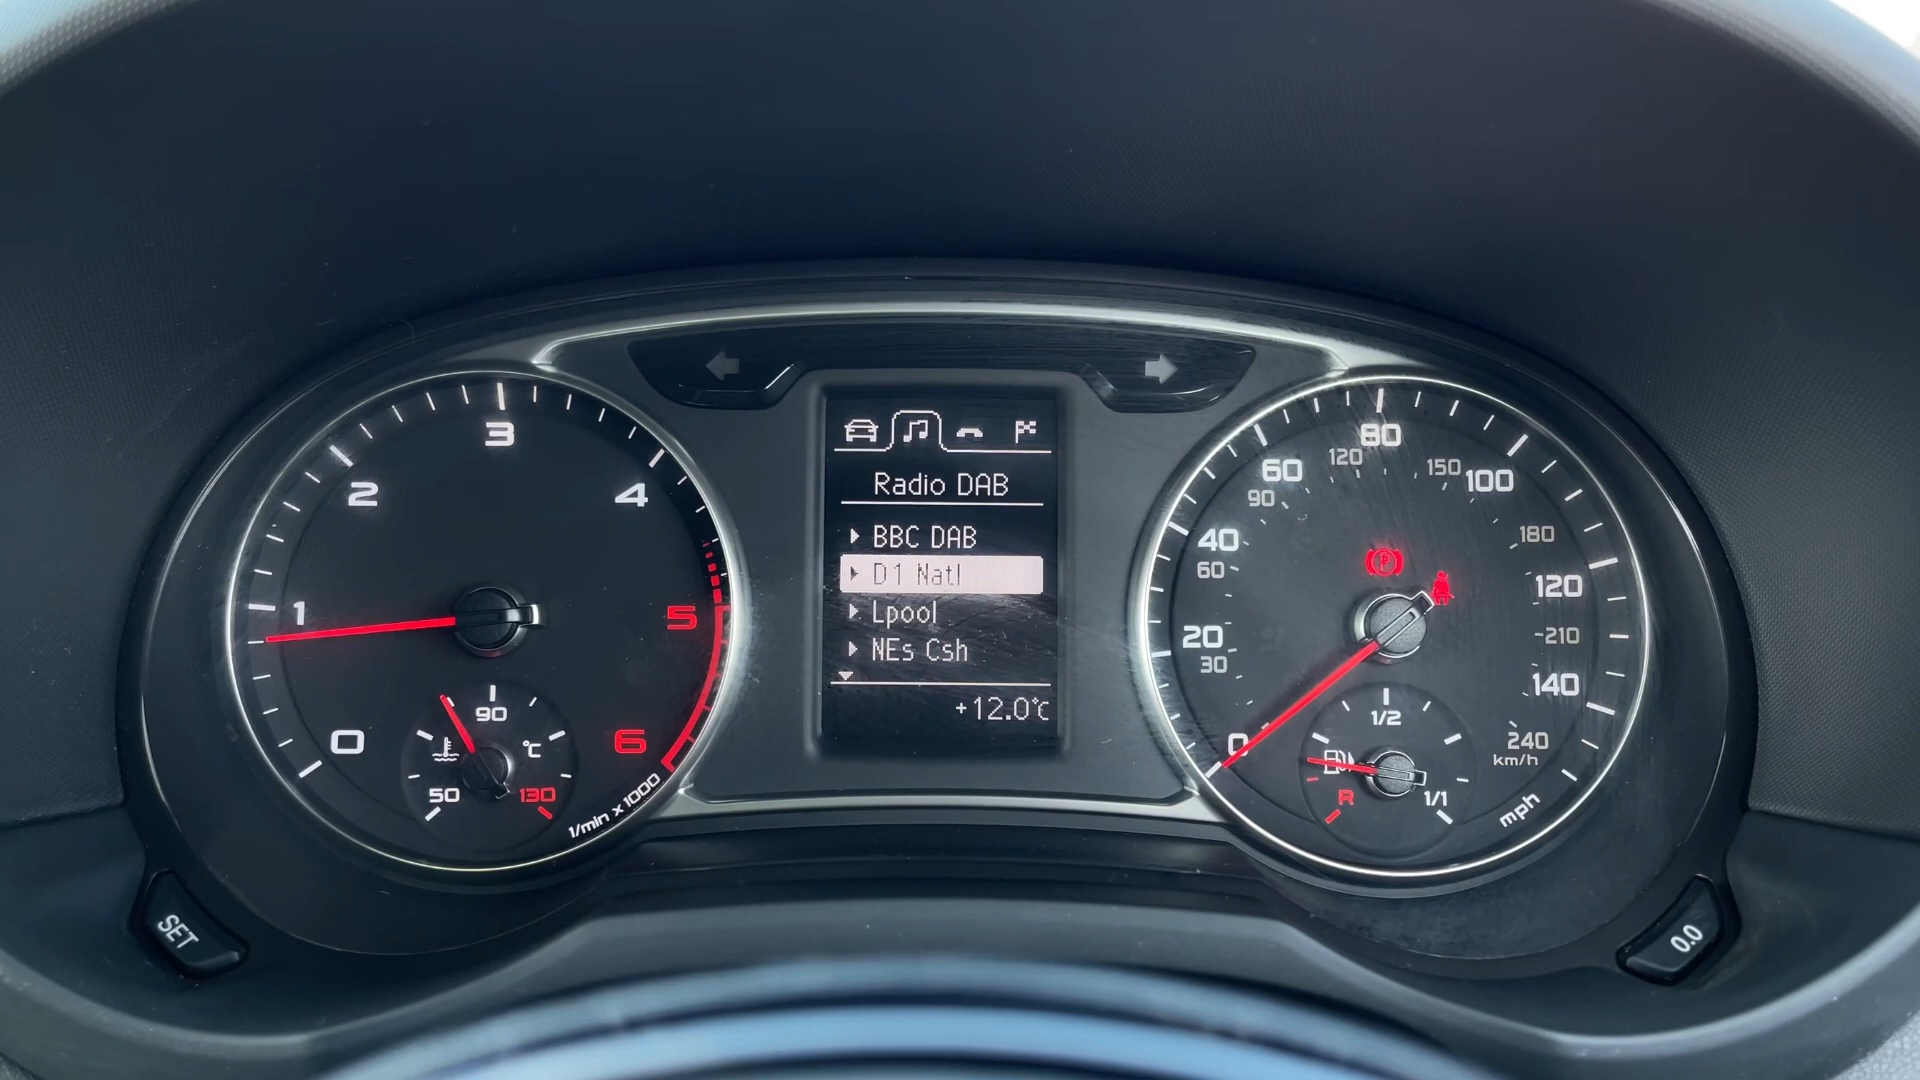 0
1
2
3
4
5
6
1/min x 1000
50
90
130
°C
Radio DAB
BBC DAB
D1 Natl
Lpool
NEs Csh
+12.0°C
0
20
40
60
80
100
120
140
mph
30
60
90
120
150
180
210
240
km/h
P
R
1/2
1/1
SET
0.0